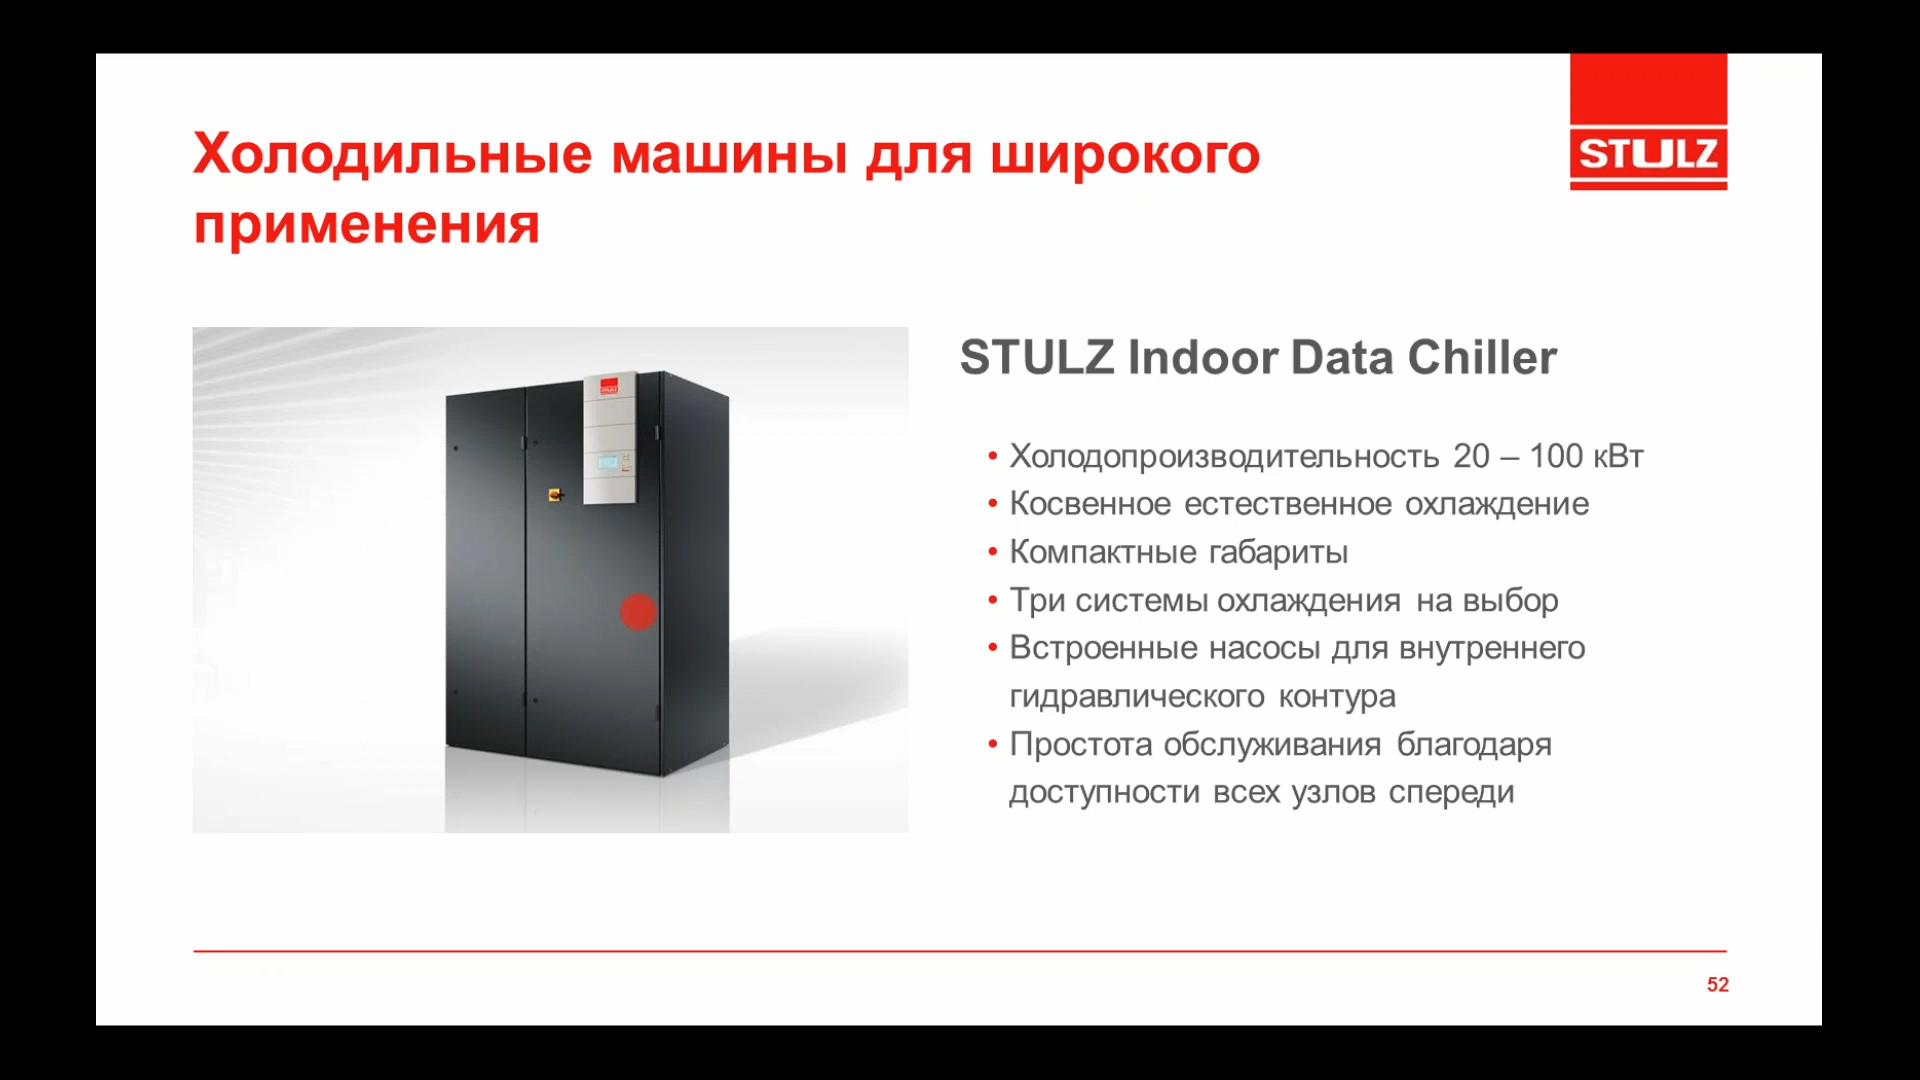 Холодильные машины для широкого
применения
STULZ
STULZ Indoor Data Chiller
• Холодопроизводительность 20 – 100 кВт
• Косвенное естественное охлаждение
• Компактные габариты
• Три системы охлаждения на выбор
• Встроенные насосы для внутреннего
гидравлического контура
• Простота обслуживания благодаря
доступности всех узлов спереди
52